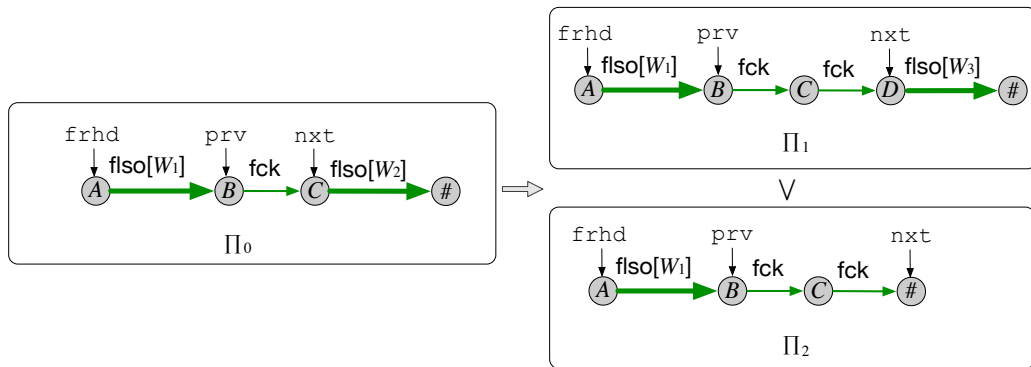 frhd prv nxt
flso[W₁] fck flso[W₂]
A B C #
Π₀
frhd prv nxt
flso[W₁] fck fck flso[W₃]
A B C D #
Π₁
∨
frhd prv nxt
flso[W₁] fck fck
A B C #
Π₂